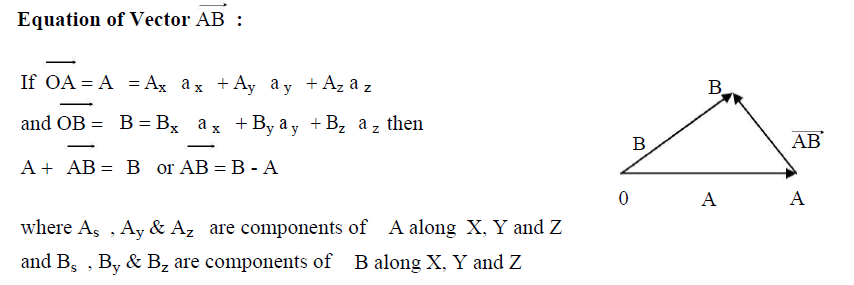 Equation of Vector AB :
If OA = A = Ax ax + Ay ay + Az az
and OB = B = Bx ax + By ay + Bz az then
A + AB = B or AB = B - A
where As , Ay & Az are components of A along X, Y and Z
and Bs , By & Bz are components of B along X, Y and Z
B
B
AB
0
A
A